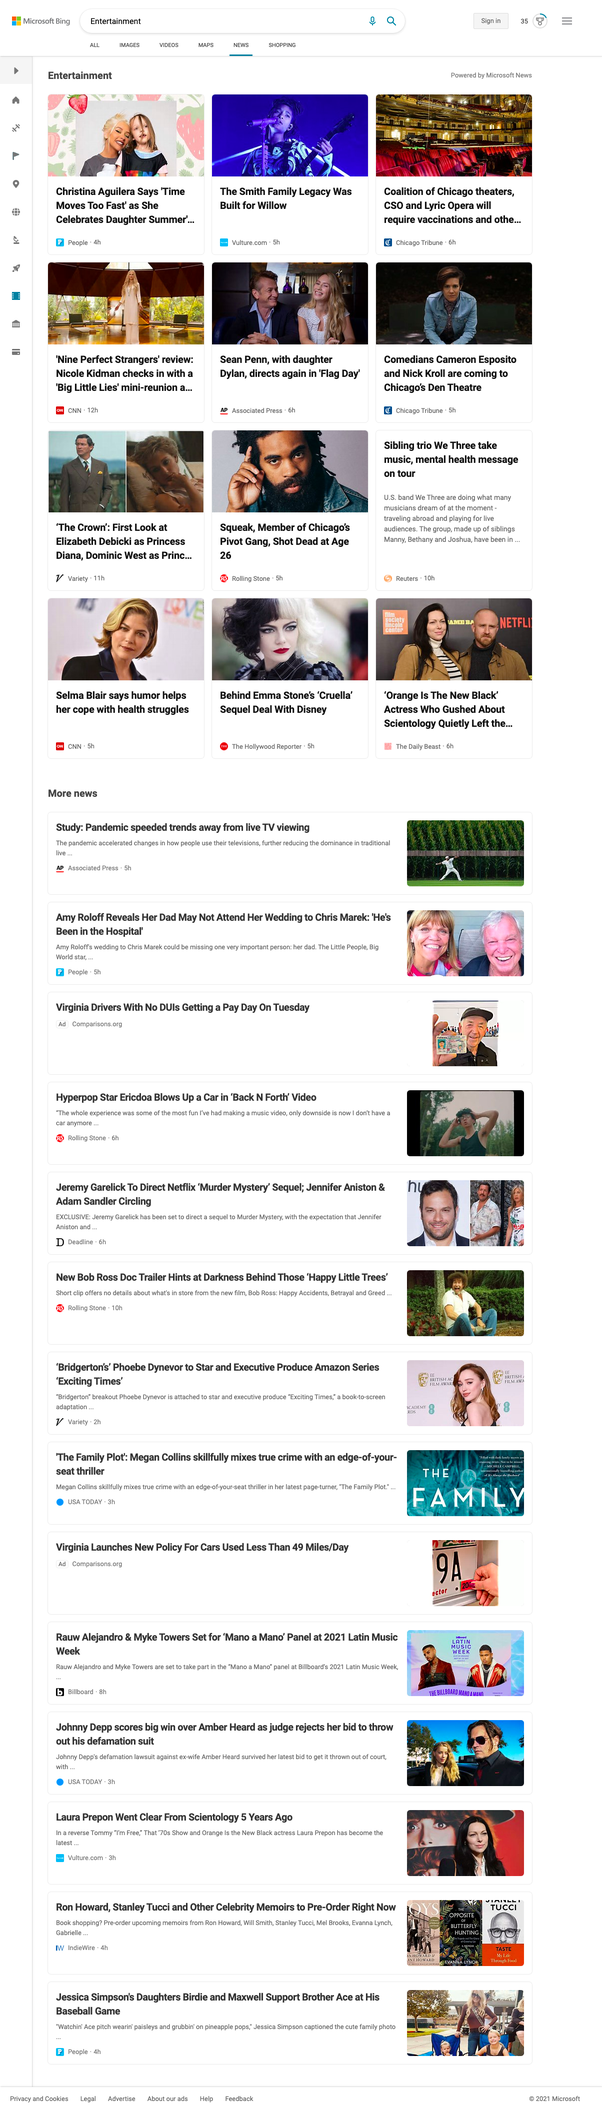 Microsoft Bing
Entertainment
Sign in
35
ALL
IMAGES
VIDEOS
MAPS
NEWS
SHOPPING
Entertainment
Powered by Microsoft News
Christina Aguilera Says 'Time
Moves Too Fast' as She
Celebrates Daughter Summer'...
People · 4h
The Smith Family Legacy Was
Built for Willow
Vulture.com · 5h
Coalition of Chicago theaters,
CSO and Lyric Opera will
require vaccinations and othe...
Chicago Tribune · 6h
'Nine Perfect Strangers' review:
Nicole Kidman checks in with a
'Big Little Lies' mini-reunion a...
CNN · 12h
Sean Penn, with daughter
Dylan, directs again in 'Flag Day'
AP Associated Press · 6h
Comedians Cameron Esposito
and Nick Kroll are coming to
Chicago's Den Theatre
Chicago Tribune · 5h
'The Crown': First Look at
Elizabeth Debicki as Princess
Diana, Dominic West as Princ...
Variety · 11h
Squeak, Member of Chicago's
Pivot Gang, Shot Dead at Age
26
Rolling Stone · 5h
Sibling trio We Three take
music, mental health message
on tour
U.S. band We Three are doing what many
musicians dream of at the moment -
traveling abroad and playing for live
audiences. The group, made up of siblings
Manny, Bethany and Joshua, have been in ...
Reuters · 10h
Selma Blair says humor helps
her cope with health struggles
CNN · 5h
Behind Emma Stone's 'Cruella'
Sequel Deal With Disney
The Hollywood Reporter · 5h
NETFLI
'Orange Is The New Black'
Actress Who Gushed About
Scientology Quietly Left the...
The Daily Beast · 6h
More news
Study: Pandemic speeded trends away from live TV viewing
The pandemic accelerated changes in how people use their televisions, further reducing the dominance in traditional
live ...
AP Associated Press · 5h
Amy Roloff Reveals Her Dad May Not Attend Her Wedding to Chris Marek: 'He's
Been in the Hospital'
Amy Roloff's wedding to Chris Marek could be missing one very important person: her dad. The Little People, Big
World star, ...
People · 5h
Virginia Drivers With No DUIs Getting a Pay Day On Tuesday
Ad Comparisons.org
Hyperpop Star Ericdoa Blows Up a Car in 'Back N Forth' Video
"The whole experience was some of the most fun I've had making a music video, only downside is now I don't have a
car anymore ...
Rolling Stone · 6h
Jeremy Garelick To Direct Netflix 'Murder Mystery' Sequel; Jennifer Aniston &
Adam Sandler Circling
EXCLUSIVE: Jeremy Garelick has been set to direct a sequel to Murder Mystery, with the expectation that Jennifer
Aniston and ...
Deadline · 6h
New Bob Ross Doc Trailer Hints at Darkness Behind Those 'Happy Little Trees'
Short clip offers no details about what's in store from the new film, Bob Ross: Happy Accidents, Betrayal and Greed ...
Rolling Stone · 10h
'Bridgerton's' Phoebe Dynevor to Star and Executive Produce Amazon Series
'Exciting Times'
"Bridgerton" breakout Phoebe Dynevor is attached to star and executive produce "Exciting Times," a book-to-screen
adaptation ...
Variety · 2h
'The Family Plot': Megan Collins skillfully mixes true crime with an edge-of-your-
seat thriller
Megan Collins skillfully mixes true crime with an edge-of-your-seat thriller in her latest page-turner, "The Family Plot." ...
USA TODAY · 3h
THE
FAMILY
Virginia Launches New Policy For Cars Used Less Than 49 Miles/Day
Ad Comparisons.org
9A
Rauw Alejandro & Myke Towers Set for 'Mano a Mano' Panel at 2021 Latin Music
Week
Rauw Alejandro and Myke Towers are set to take part in the "Mano a Mano" panel at Billboard's 2021 Latin Music Week,
...
Billboard · 8h
LATIN
MUSIC
WEEK
Johnny Depp scores big win over Amber Heard as judge rejects her bid to throw
out his defamation suit
Johnny Depp's defamation lawsuit against ex-wife Amber Heard survived her latest bid to get it thrown out of court,
with ...
USA TODAY · 3h
Laura Prepon Went Clear From Scientology 5 Years Ago
In a reverse Tommy "I'm Free," That '70s Show and Orange Is the New Black actress Laura Prepon has become the
latest ...
Vulture.com · 3h
Ron Howard, Stanley Tucci and Other Celebrity Memoirs to Pre-Order Right Now
Book shopping? Pre-order upcoming memoirs from Ron Howard, Will Smith, Stanley Tucci, Mel Brooks, Evanna Lynch,
Gabrielle ...
IndieWire · 4h
THE
OPPOSITE
OF
BUTTERFLY
HUNTING
EVANNA LYNCH
STANLEY
TUCCI
TASTE
My Life
Through Food
Jessica Simpson's Daughters Birdie and Maxwell Support Brother Ace at His
Baseball Game
"Watchin' Ace pitch wearin' paisleys and grubbin' on pineapple pops," Jessica Simpson captioned the cute family photo
...
People · 4h
Privacy and Cookies
Legal
Advertise
About our ads
Help
Feedback
© 2021 Microsoft